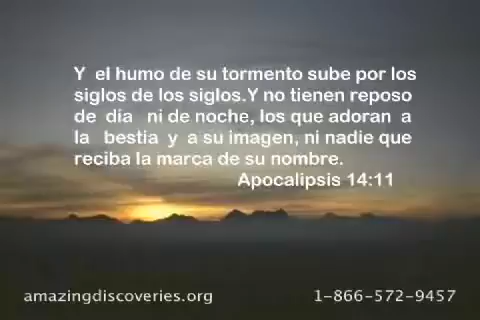 Y el humo de su tormento sube por los
siglos de los siglos.Y no tienen reposo
de dia ni de noche, los que adoran a
la bestia y a su imagen, ni nadie que
reciba la marca de su nombre.
Apocalipsis 14:11
amazingdiscoveries.org
1-866-572-9457